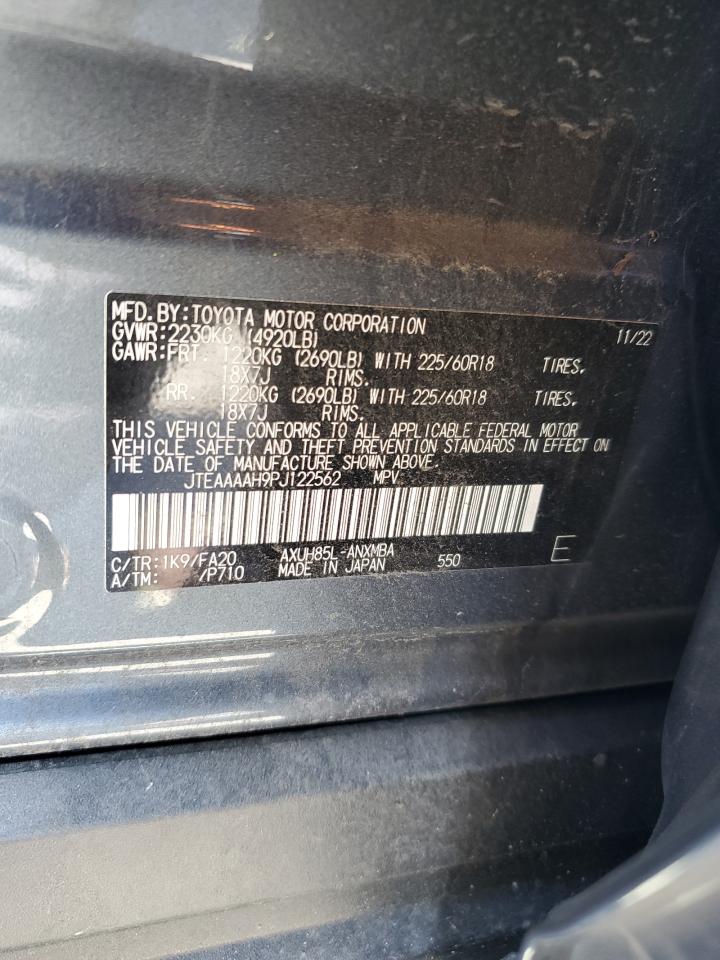 MFD. BY: TOYOTA MOTOR CORPORATION 11/22
GVWR: 2230KG (4920LB)
GAWR: FRT. 1220KG (2690LB) WITH 225/60R18 TIRES,
18X7J RIMS.
RR. 1220KG (2690LB) WITH 225/60R18 TIRES,
18X7J RIMS.
THIS VEHICLE CONFORMS TO ALL APPLICABLE FEDERAL MOTOR
VEHICLE SAFETY AND THEFT PREVENTION STANDARDS IN EFFECT ON
THE DATE OF MANUFACTURE SHOWN ABOVE.
JTEAAAAH9PJ122562 MPV
C/TR: 1K9/FA20 AXUH85L-ANXMBA 550 E
A/TM: /P710 MADE IN JAPAN